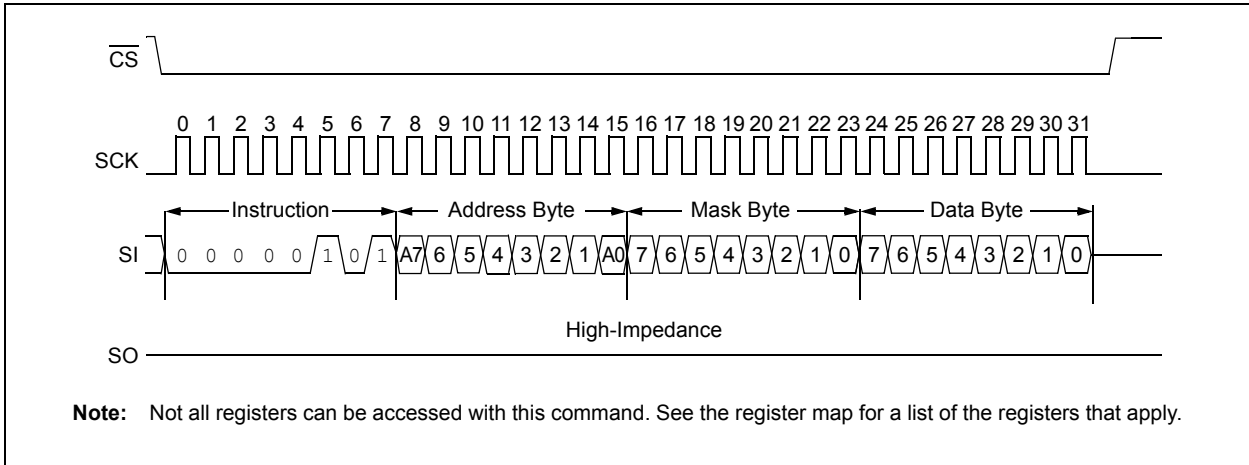 CS
0 1 2 3 4 5 6 7 8 9 10 11 12 13 14 15 16 17 18 19 20 21 22 23 24 25 26 27 28 29 30 31
SCK
Instruction Address Byte Mask Byte Data Byte
SI 0 0 0 0 0 1 0 1 A7 6 5 4 3 2 1 A0 7 6 5 4 3 2 1 0 7 6 5 4 3 2 1 0
High-Impedance
SO
Note: Not all registers can be accessed with this command. See the register map for a list of the registers that apply.